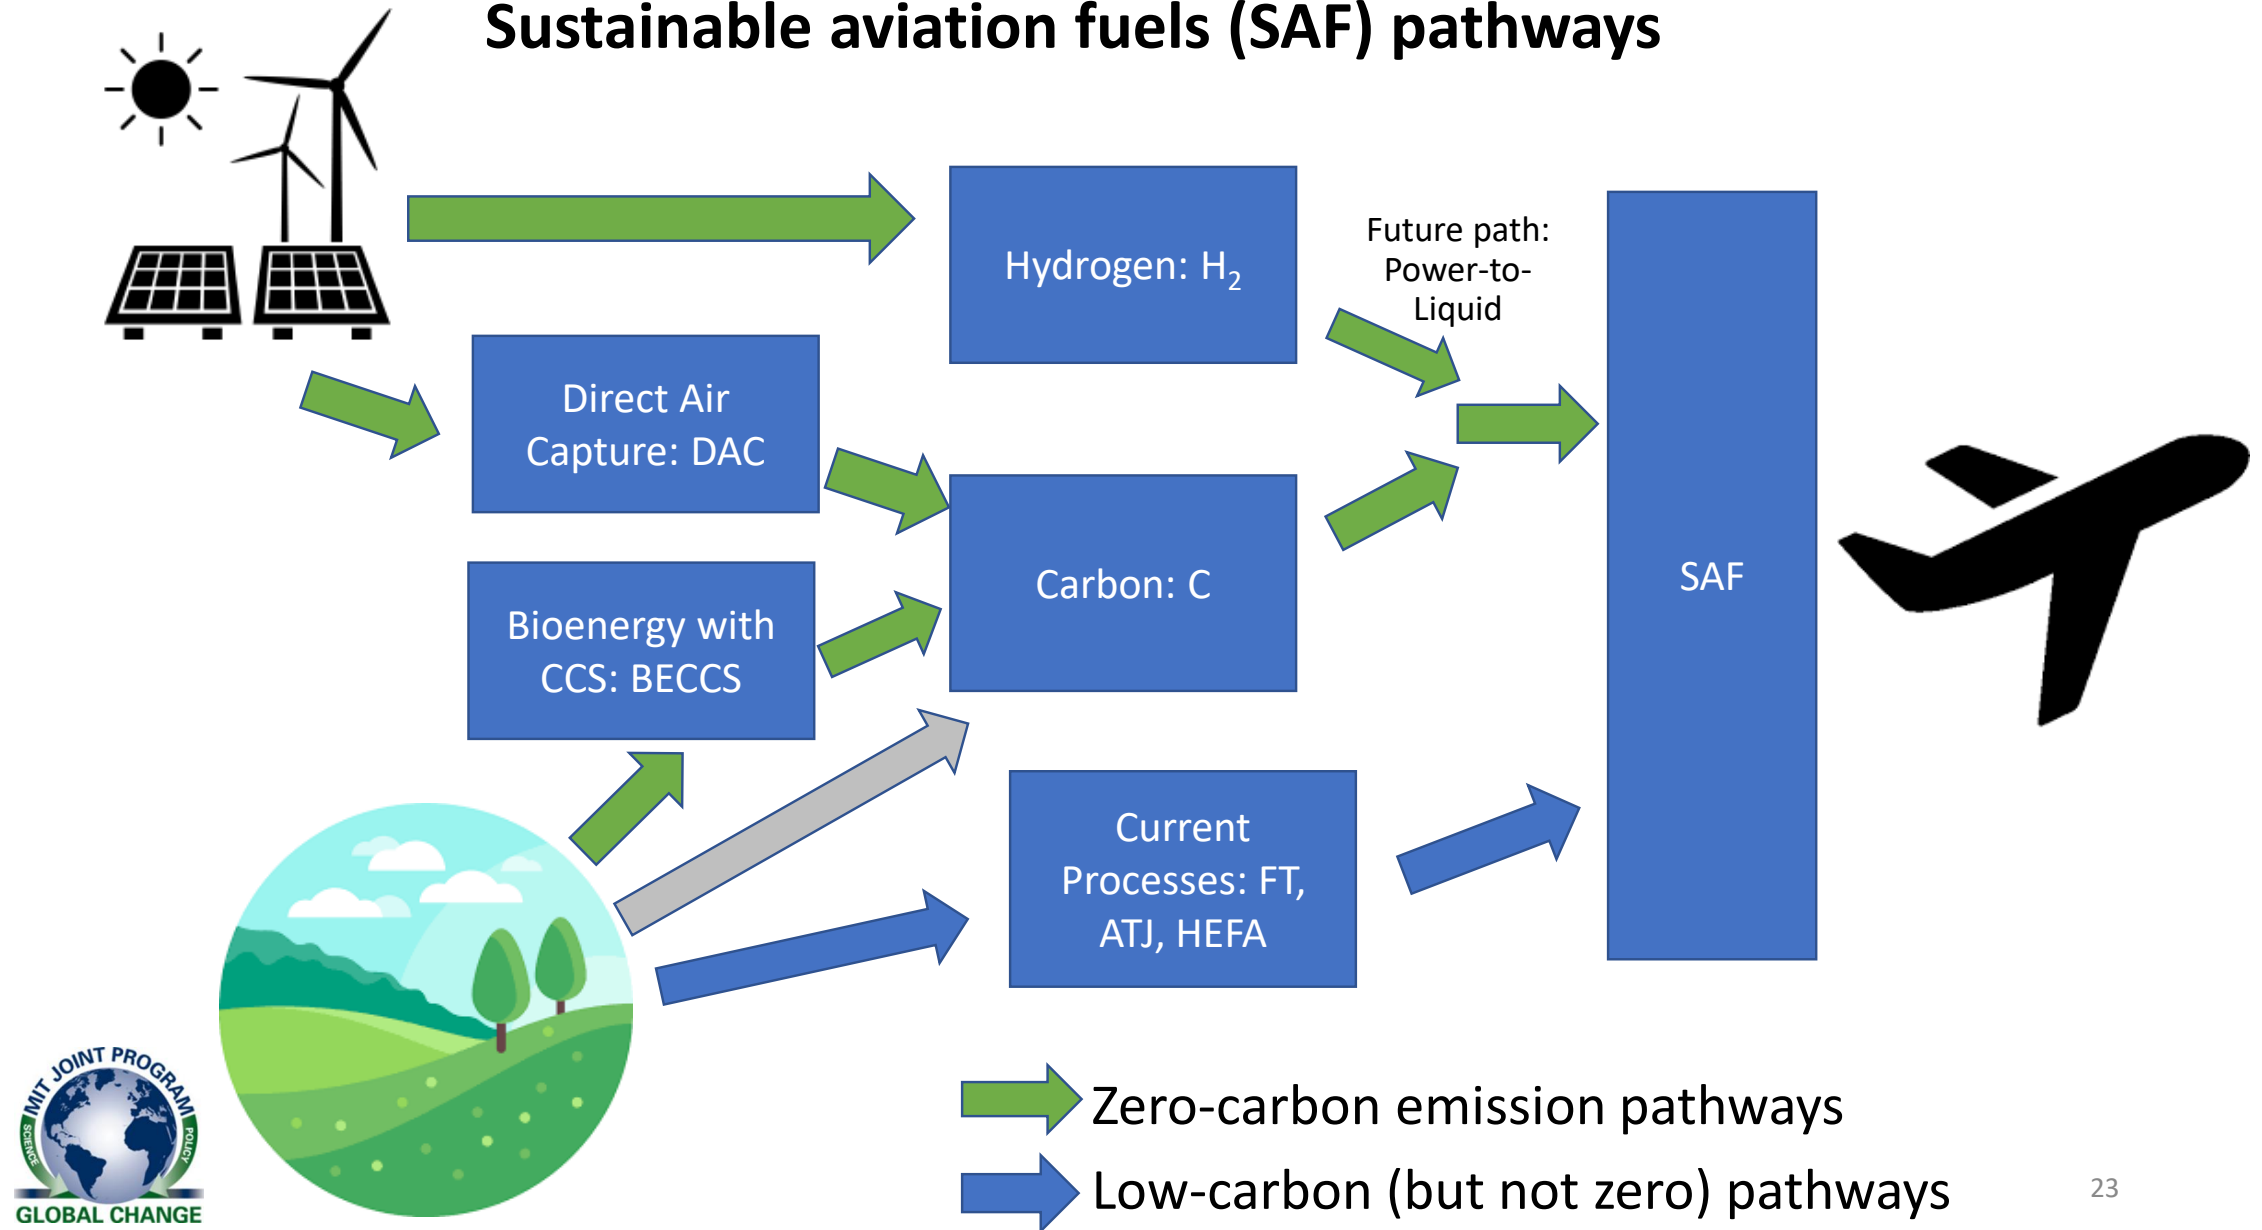 Sustainable aviation fuels (SAF) pathways
Hydrogen: H₂
Future path:
Power-to-
Liquid
Direct Air
Capture: DAC
Carbon: C
SAF
Bioenergy with
CCS: BECCS
Current
Processes: FT,
ATJ, HEFA
Zero-carbon emission pathways
Low-carbon (but not zero) pathways
MIT JOINT PROGRAM
SCIENCE
POLICY
GLOBAL CHANGE
23